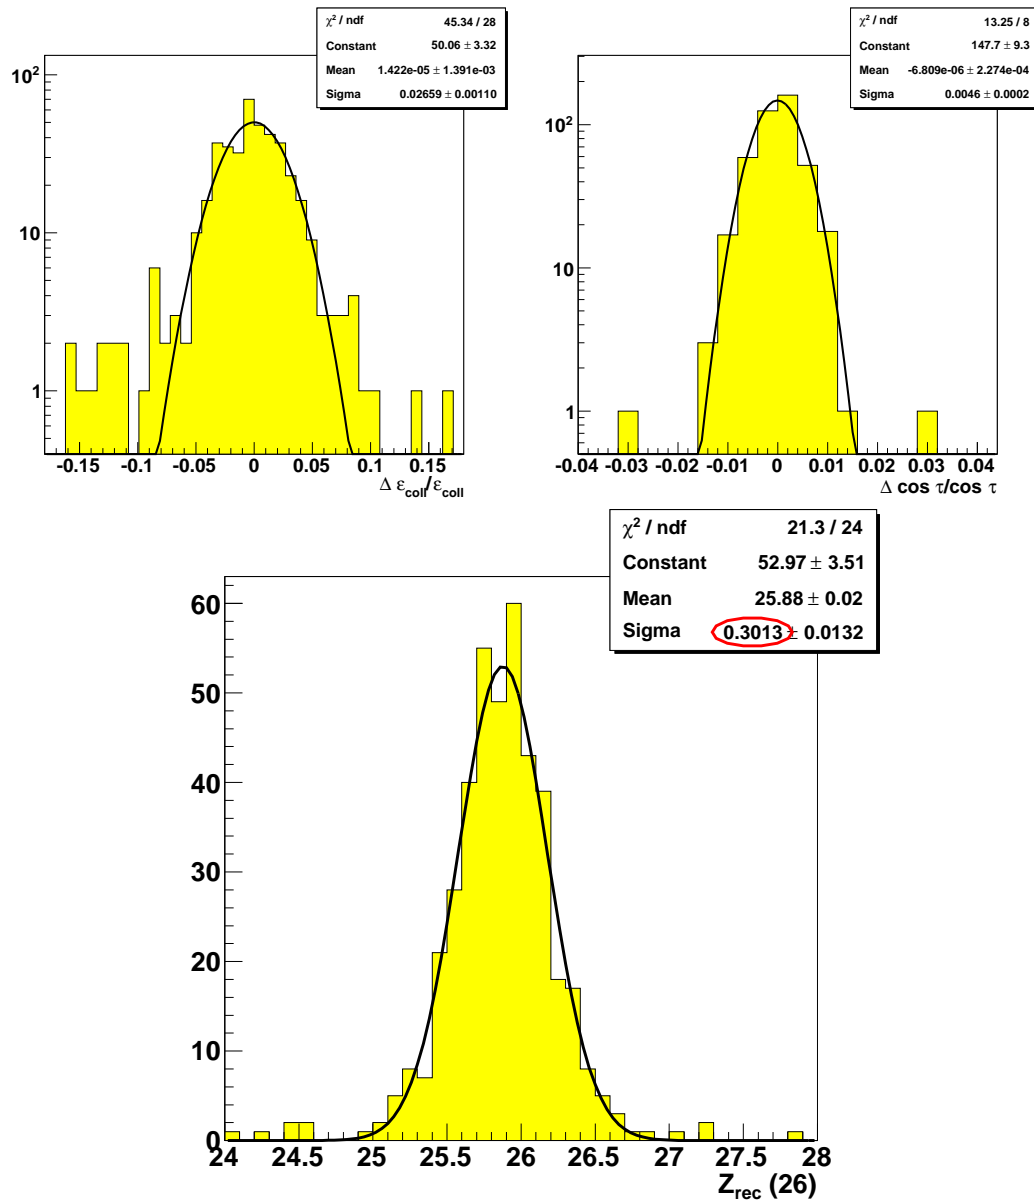 χ² / ndf 45.34 / 28
Constant 50.06 ± 3.32
Mean 1.422e-05 ± 1.391e-03
Sigma 0.02659 ± 0.00110
10²
10
1
-0.15 -0.1 -0.05 0 0.05 0.1 0.15
Δ ε_coll/ε_coll
χ² / ndf 13.25 / 8
Constant 147.7 ± 9.3
Mean -6.809e-06 ± 2.274e-04
Sigma 0.0046 ± 0.0002
10²
10
1
-0.04 -0.03 -0.02 -0.01 0 0.01 0.02 0.03 0.04
Δ cos τ/cos τ
χ² / ndf 21.3 / 24
Constant 52.97 ± 3.51
Mean 25.88 ± 0.02
Sigma 0.3013 ± 0.0132
60
50
40
30
20
10
0
24 24.5 25 25.5 26 26.5 27 27.5 28
Z_rec (26)